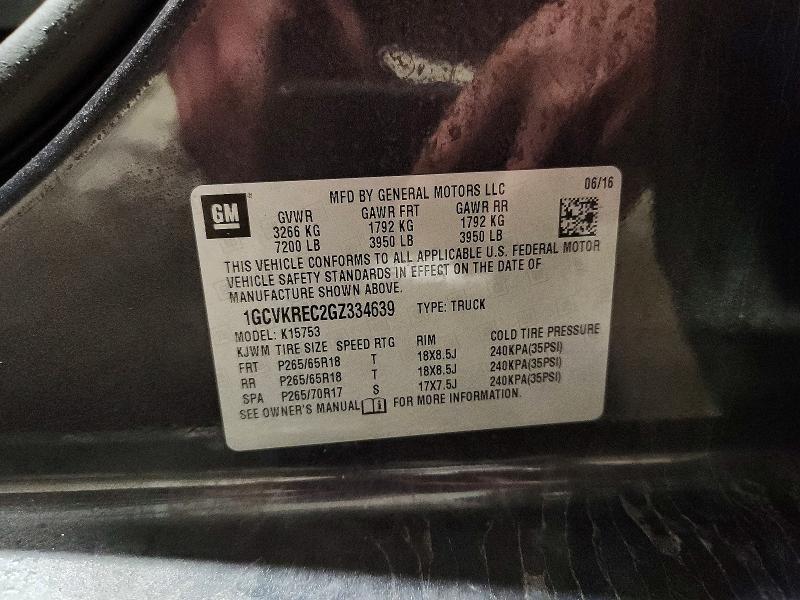 GM
®
MFD BY GENERAL MOTORS LLC
06/16
GVWR GAWR FRT GAWR RR
3266 KG 1792 KG 1792 KG
7200 LB 3950 LB 3950 LB
THIS VEHICLE CONFORMS TO ALL APPLICABLE U.S. FEDERAL MOTOR
VEHICLE SAFETY STANDARDS IN EFFECT ON THE DATE OF
MANUFACTURE SHOWN ABOVE.
1GCVKREC2GZ334639 TYPE: TRUCK
MODEL: K15753
KJWM TIRE SIZE SPEED RTG RIM COLD TIRE PRESSURE
FRT P265/65R18 T 18X8.5J 240KPA(35PSI)
RR P265/65R18 T 18X8.5J 240KPA(35PSI)
SPA P265/70R17 S 17X7.5J 240KPA(35PSI)
SEE OWNER'S MANUAL FOR MORE INFORMATION.